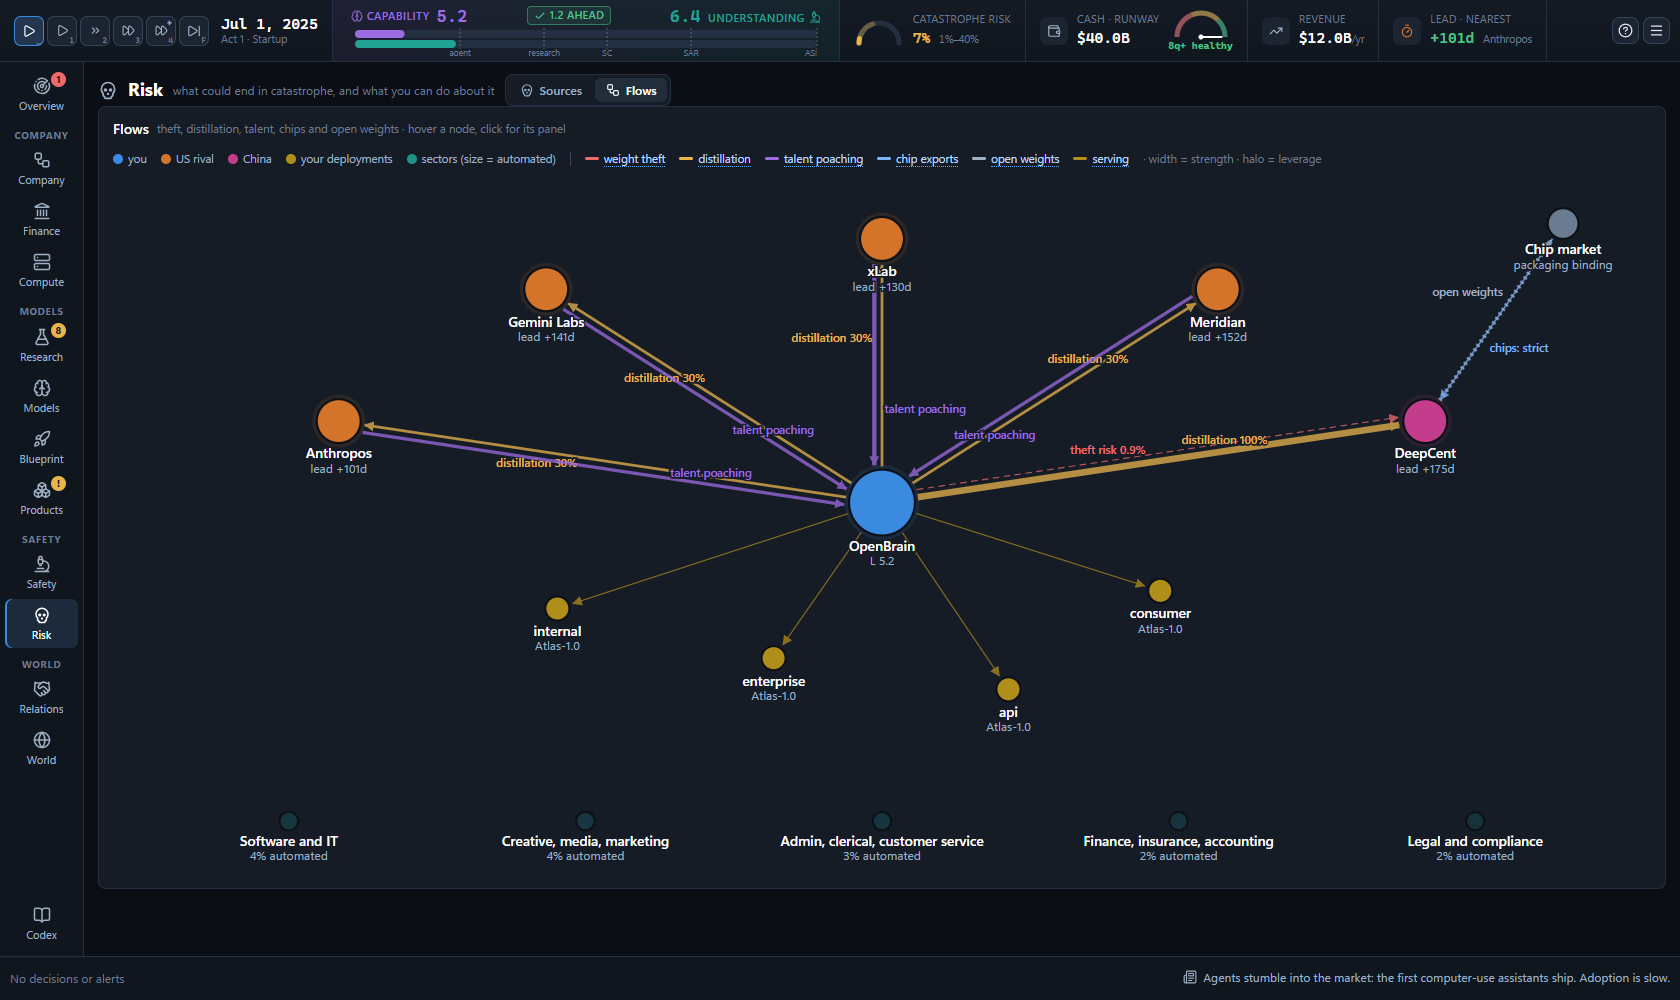 1
2
3
4
F
Jul 1, 2025
Act 1 · Startup
CAPABILITY 5.2
1.2 AHEAD
6.4 UNDERSTANDING
agent
research
SC
SAR
ASI
CATASTROPHE RISK
7% 1%–40%
CASH · RUNWAY
$40.0B
8q+ healthy
REVENUE
$12.0B/yr
LEAD · NEAREST
+101d Anthropos
1
Overview
COMPANY
Company
Finance
Compute
MODELS
8
Research
Models
Blueprint
!
Products
SAFETY
Safety
Risk
WORLD
Relations
World
Codex
Risk what could end in catastrophe, and what you can do about it
Sources
Flows
Flows theft, distillation, talent, chips and open weights · hover a node, click for its panel
you
US rival
China
your deployments
sectors (size = automated)
weight theft
distillation
talent poaching
chip exports
open weights
serving
· width = strength · halo = leverage
xLab
lead +130d
Gemini Labs
lead +141d
Meridian
lead +152d
Chip market
packaging binding
open weights
chips: strict
distillation 30%
distillation 30%
distillation 30%
talent poaching
talent poaching
talent poaching
Anthropos
lead +101d
distillation 30%
talent poaching
theft risk 0.9%
distillation 100%
DeepCent
lead +175d
OpenBrain
L 5.2
internal
Atlas-1.0
enterprise
Atlas-1.0
api
Atlas-1.0
consumer
Atlas-1.0
Software and IT
4% automated
Creative, media, marketing
4% automated
Admin, clerical, customer service
3% automated
Finance, insurance, accounting
2% automated
Legal and compliance
2% automated
No decisions or alerts
Agents stumble into the market: the first computer-use assistants ship. Adoption is slow.